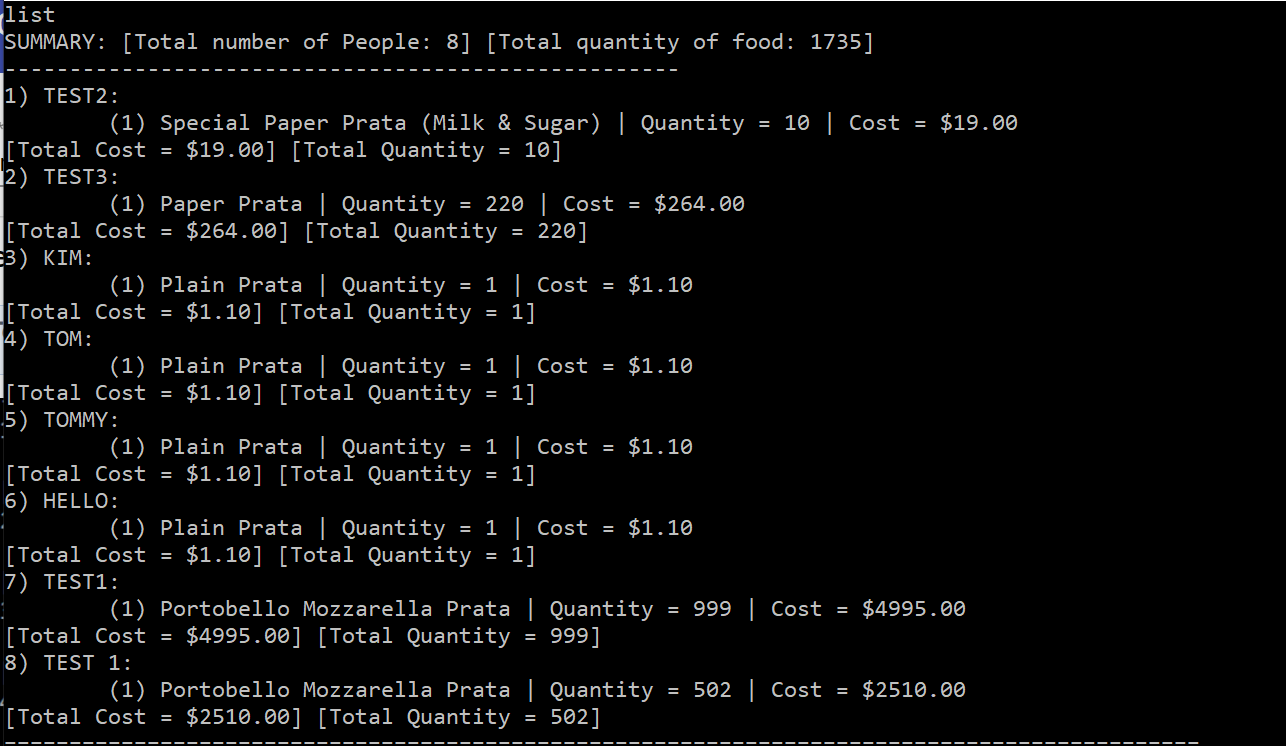 list
SUMMARY: [Total number of People: 8] [Total quantity of food: 1735]
----------------------------------------------------
1) TEST2:
        (1) Special Paper Prata (Milk & Sugar) | Quantity = 10 | Cost = $19.00
[Total Cost = $19.00] [Total Quantity = 10]
2) TEST3:
        (1) Paper Prata | Quantity = 220 | Cost = $264.00
[Total Cost = $264.00] [Total Quantity = 220]
3) KIM:
        (1) Plain Prata | Quantity = 1 | Cost = $1.10
[Total Cost = $1.10] [Total Quantity = 1]
4) TOM:
        (1) Plain Prata | Quantity = 1 | Cost = $1.10
[Total Cost = $1.10] [Total Quantity = 1]
5) TOMMY:
        (1) Plain Prata | Quantity = 1 | Cost = $1.10
[Total Cost = $1.10] [Total Quantity = 1]
6) HELLO:
        (1) Plain Prata | Quantity = 1 | Cost = $1.10
[Total Cost = $1.10] [Total Quantity = 1]
7) TEST1:
        (1) Portobello Mozzarella Prata | Quantity = 999 | Cost = $4995.00
[Total Cost = $4995.00] [Total Quantity = 999]
8) TEST 1:
        (1) Portobello Mozzarella Prata | Quantity = 502 | Cost = $2510.00
[Total Cost = $2510.00] [Total Quantity = 502]
--------------------------------------------------------------------------------------------